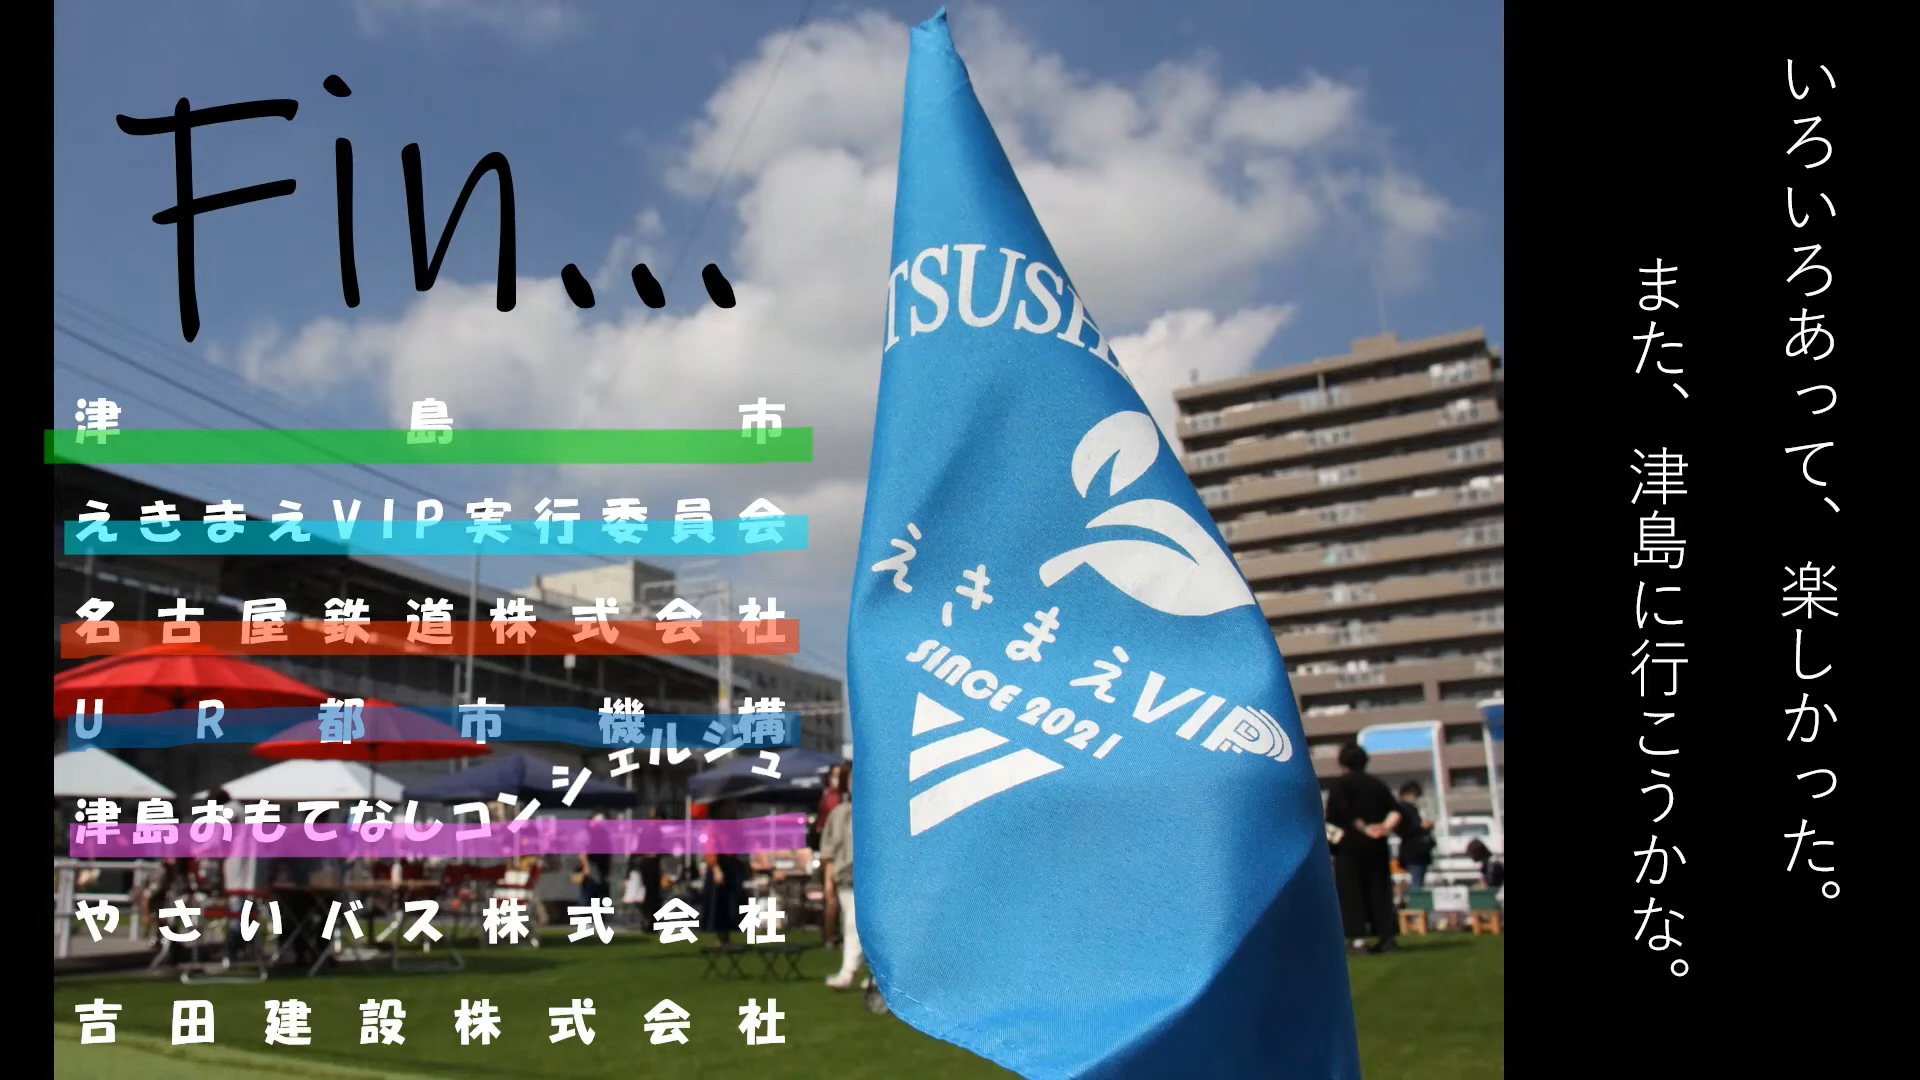 Fin...
津島市
えきまえVIP実行委員会
名古屋鉄道株式会社
UR都市機構
津島おもてなしコンシェルジュ
やさいバス株式会社
吉田建設株式会社
TSUSHI
えきまえVIP
SINCE 2021
いろいろあって、楽しかった。
また、津島に行こうかな。